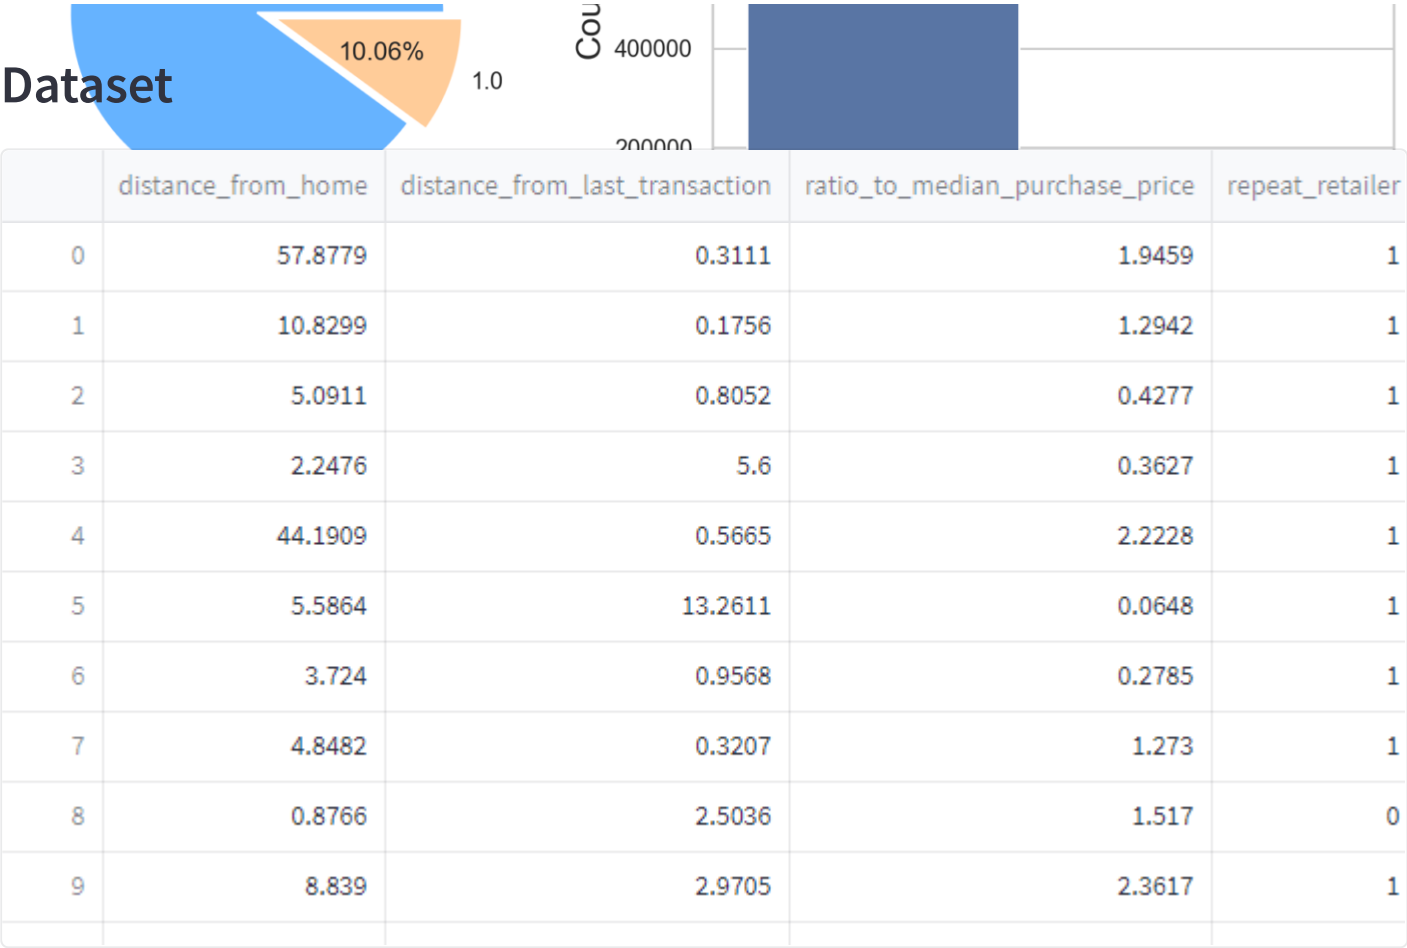 Cou
400000
10.06%
1.0
Dataset
200000
distance_from_home distance_from_last_transaction ratio_to_median_purchase_price repeat_retailer
0 57.8779 0.3111 1.9459 1
1 10.8299 0.1756 1.2942 1
2 5.0911 0.8052 0.4277 1
3 2.2476 5.6 0.3627 1
4 44.1909 0.5665 2.2228 1
5 5.5864 13.2611 0.0648 1
6 3.724 0.9568 0.2785 1
7 4.8482 0.3207 1.273 1
8 0.8766 2.5036 1.517 0
9 8.839 2.9705 2.3617 1